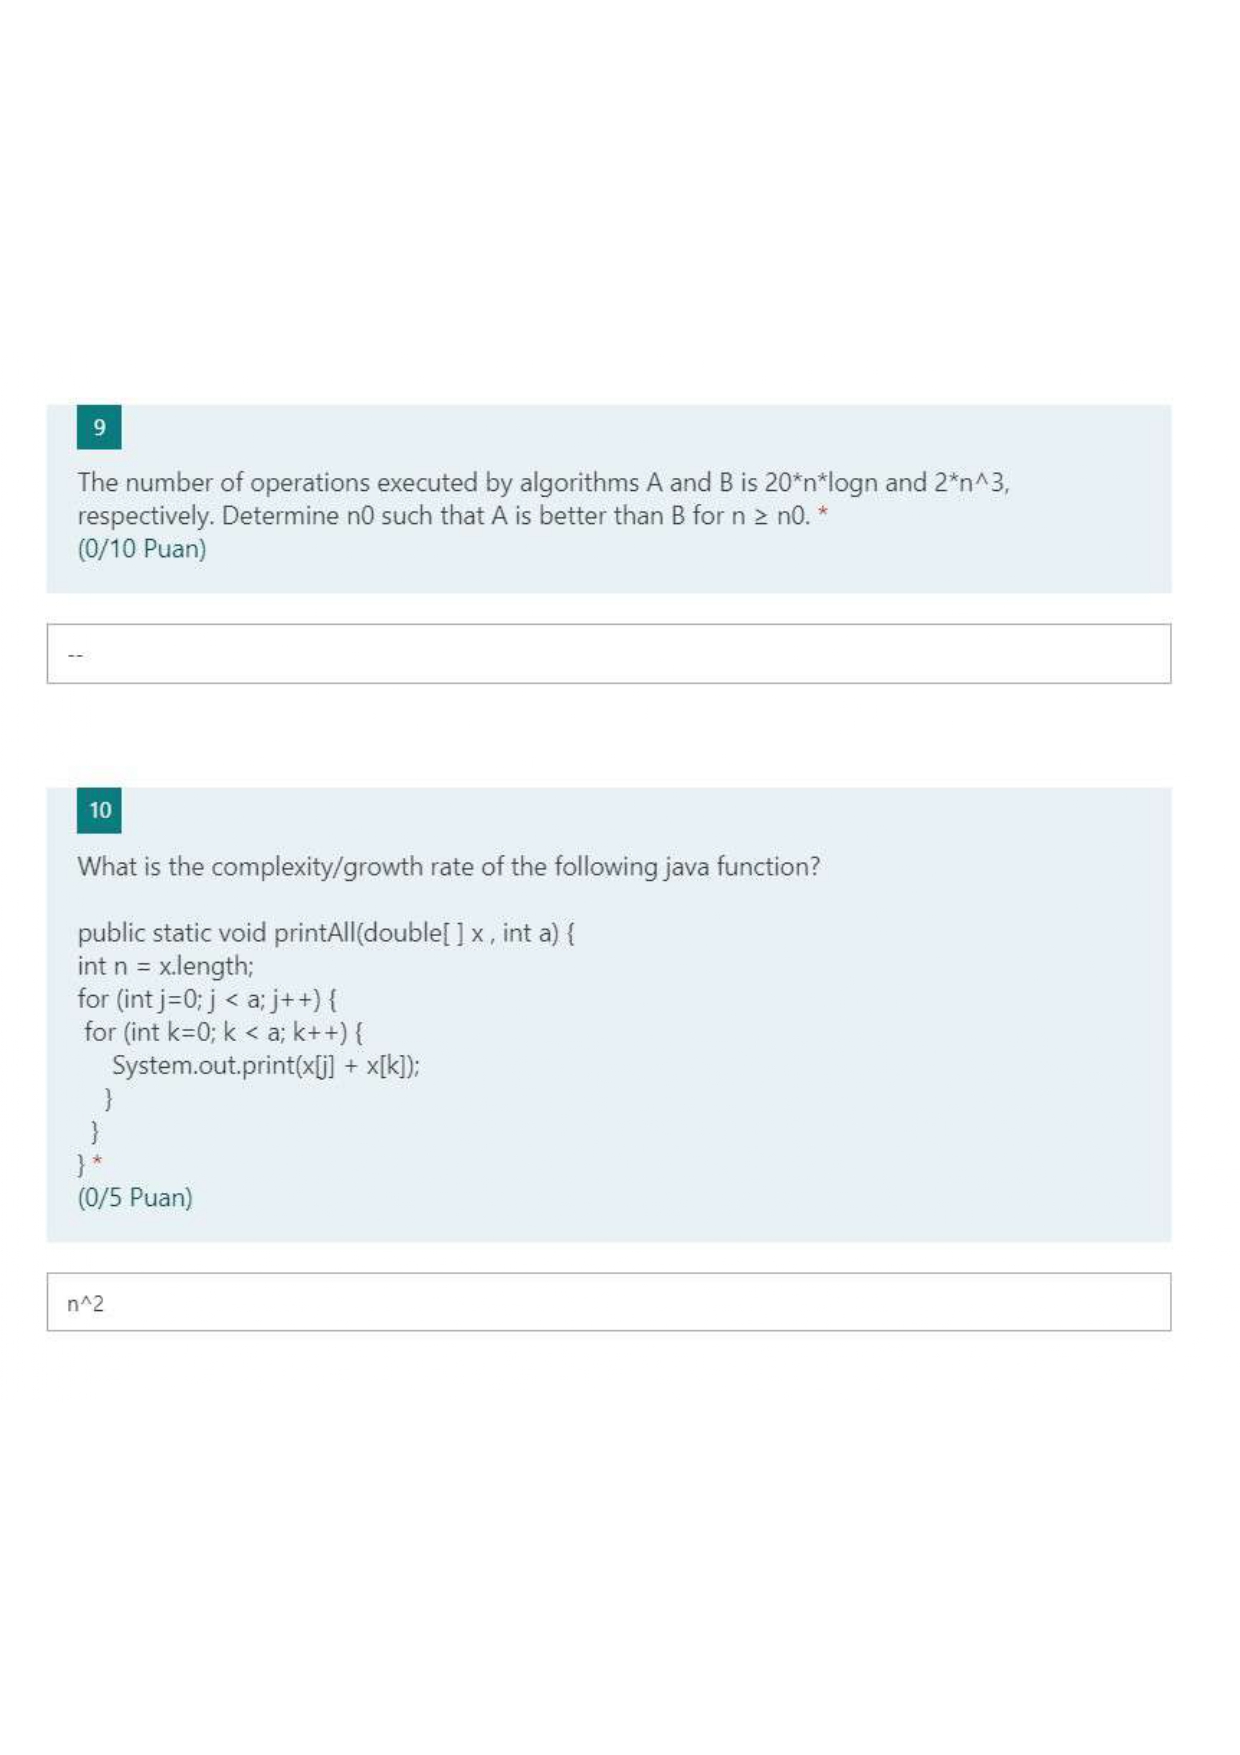 9
The number of operations executed by algorithms A and B is 20*n*logn and 2*n^3,
respectively. Determine n0 such that A is better than B for n ≥ n0. *
(0/10 Puan)
--
10
What is the complexity/growth rate of the following java function?
public static void printAll(double[ ] x , int a) {
int n = x.length;
for (int j=0; j < a; j++) {
for (int k=0; k < a; k++) {
System.out.print(x[j] + x[k]);
}
}
} *
(0/5 Puan)
n^2